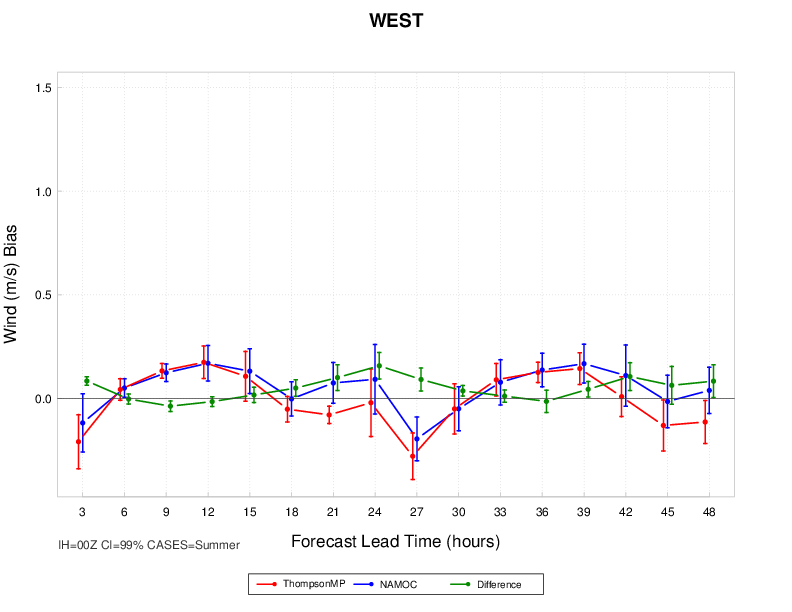 WEST
Wind (m/s) Bias
1.5
1.0
0.5
0.0
3 6 9 12 15 18 21 24 27 30 33 36 39 42 45 48
Forecast Lead Time (hours)
IH=00Z CI=99% CASES=Summer
ThompsonMP NAMOC Difference